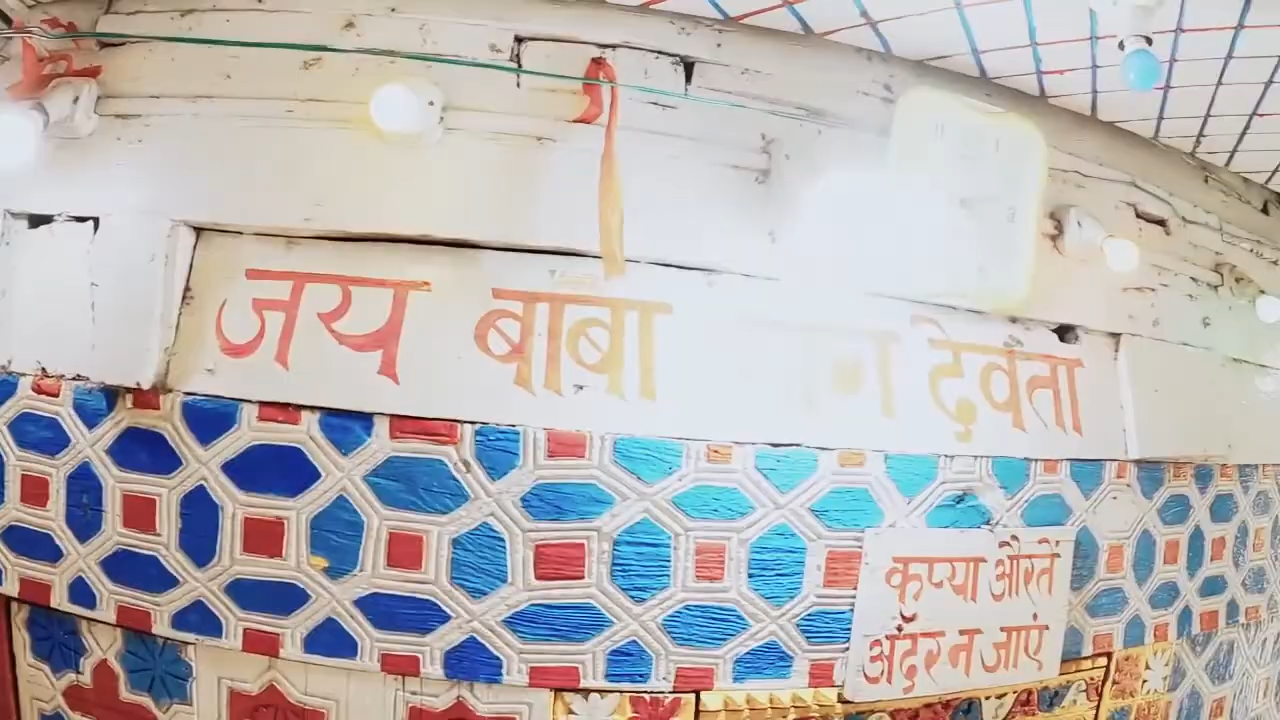 जय बाबा देवता
कृप्या औरतें
अंदर न जाएं